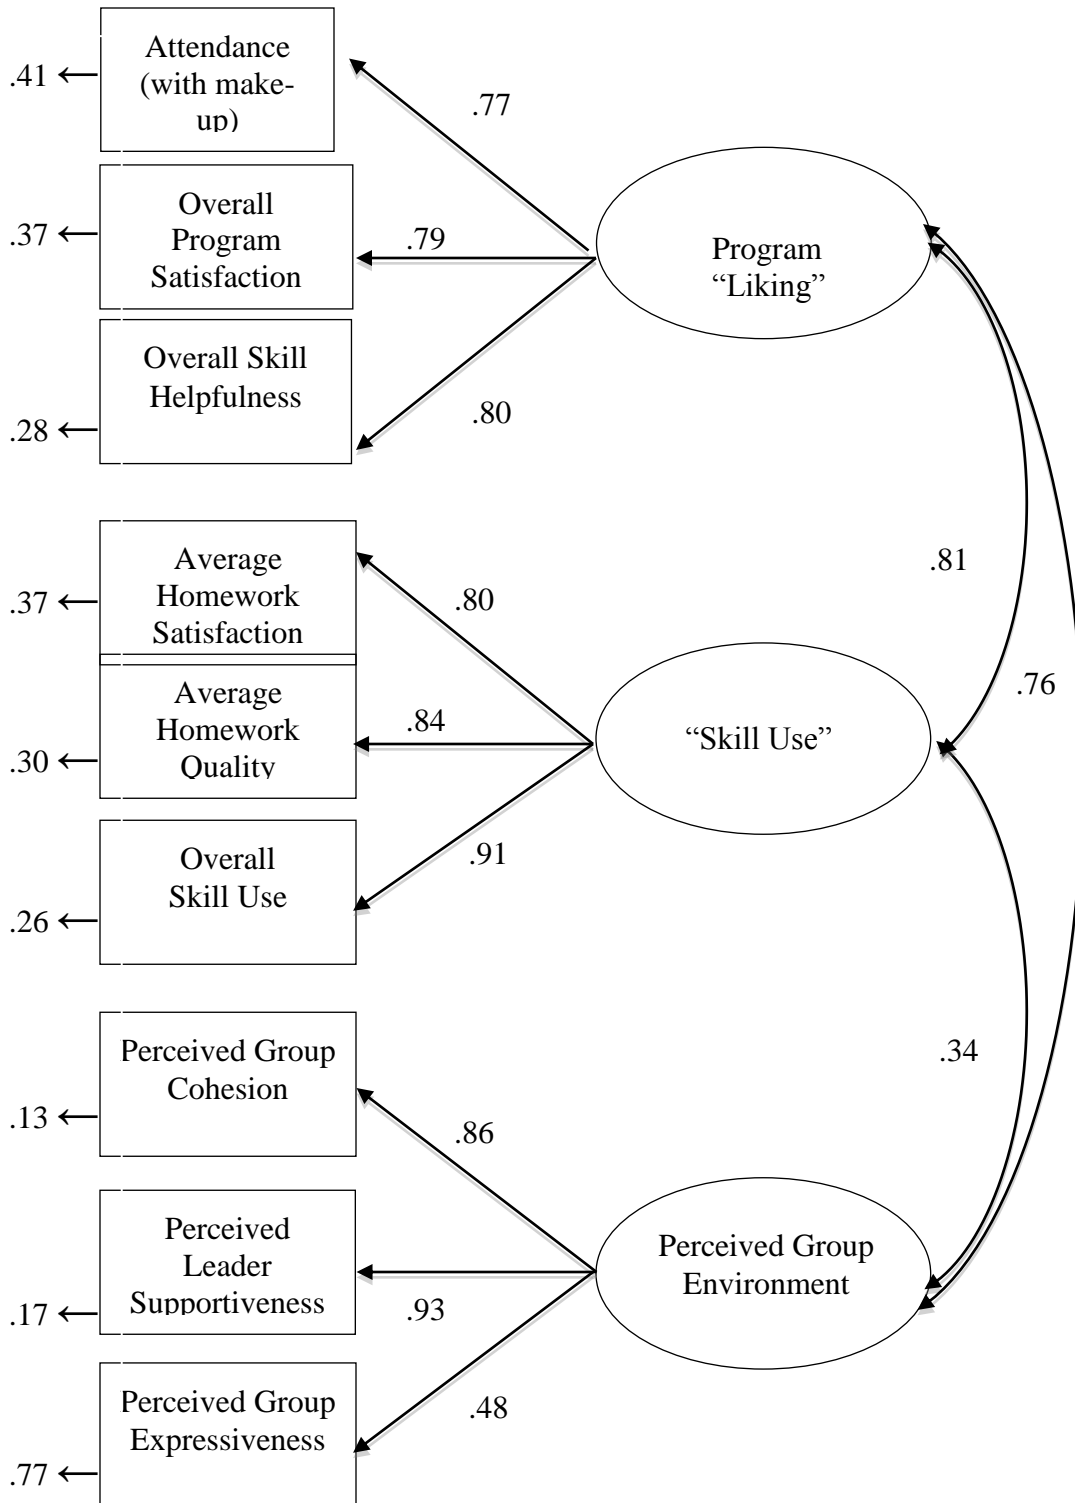 Attendance
(with make-
up)
.41 ←
.77
Overall
Program
Satisfaction
.37 ←
.79
Program
“Liking”
Overall Skill
Helpfulness
.28 ←
.80
.81
.76
Average
Homework
Satisfaction
.37 ←
.80
Average
Homework
Quality
.30 ←
.84
“Skill Use”
Overall
Skill Use
.26 ←
.91
.34
Perceived Group
Cohesion
.13 ←
.86
Perceived
Leader
Supportiveness
.17 ←
.93
Perceived Group
Environment
Perceived Group
Expressiveness
.77 ←
.48